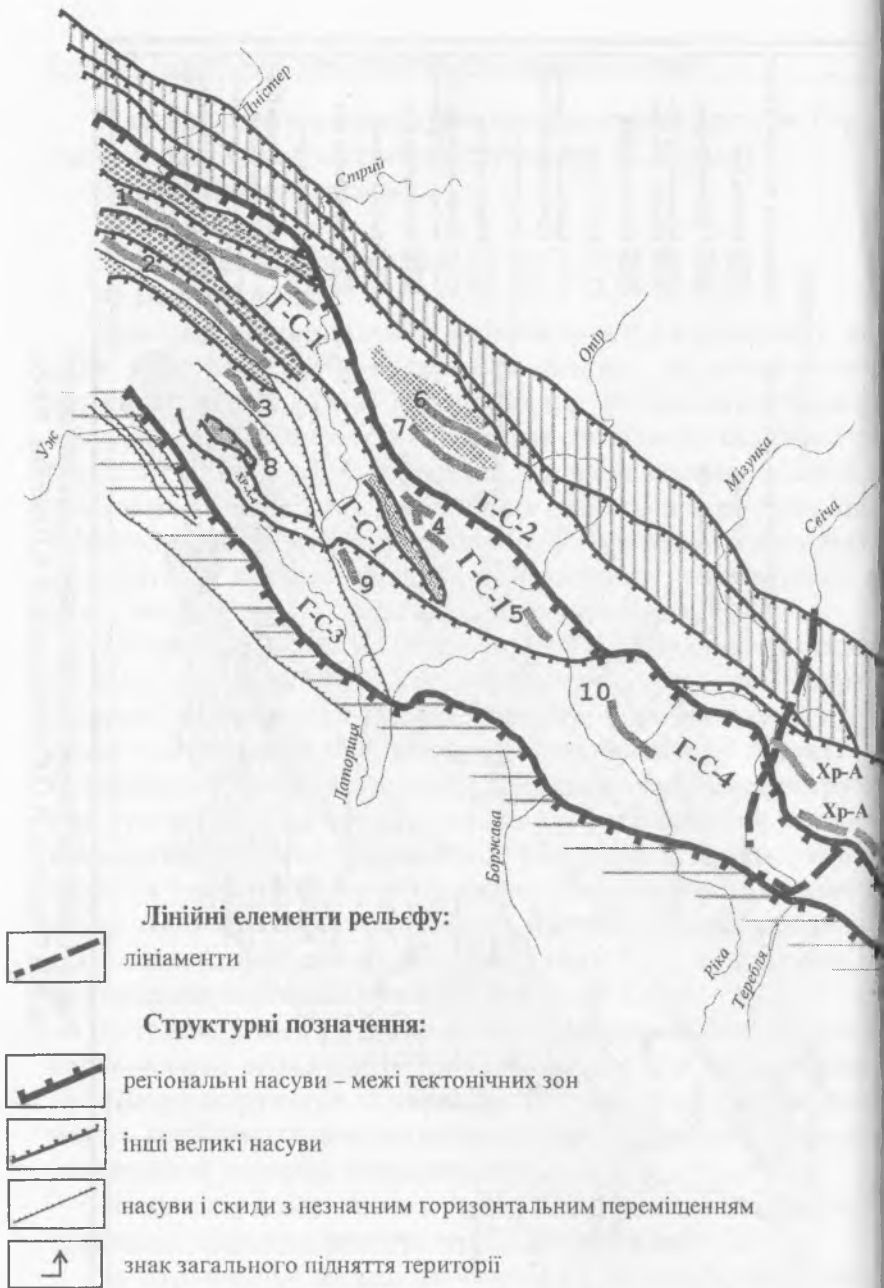 Дністер
Стрий
1
2
Г-С-1
Опір
6
7
3
Уж
8
Мізунка
Г-С-2
4
Свіча
Г-С-1
Г-С-1
9
5
Г-С-3
10
Г-С-4
Хр-А
Латориця
Хр-А
Боржава
Ріка
Теребля
Лінійні елементи рельєфу:
лініаменти
Структурні позначення:
регіональні насуви – межі тектонічних зон
інші великі насуви
насуви і скиди з незначним горизонтальним переміщенням
знак загального підняття території